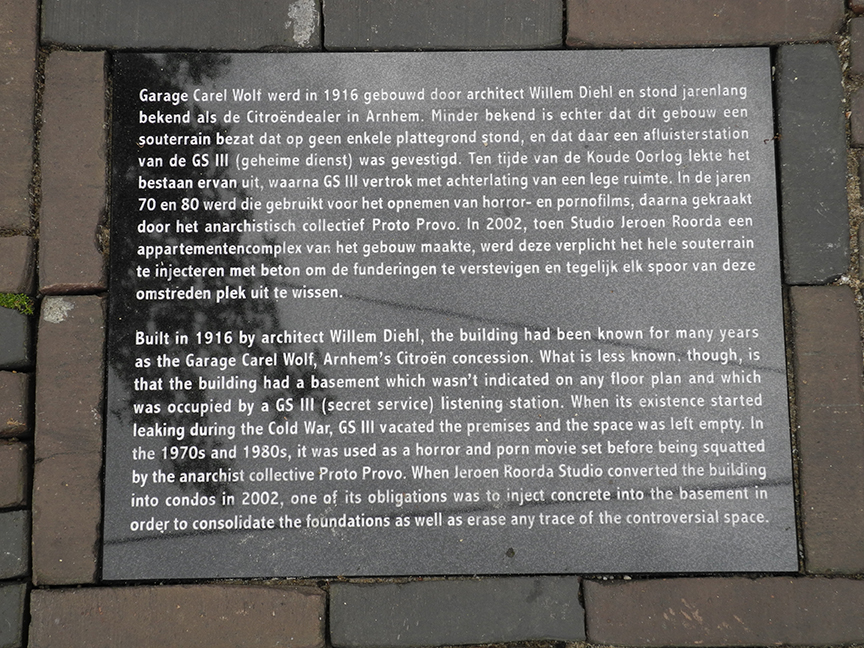 Garage Carel Wolf werd in 1916 gebouwd door architect Willem Diehl en stond jarenlang
bekend als de Citroëndealer in Arnhem. Minder bekend is echter dat dit gebouw een
souterrain bezat dat op geen enkele plattegrond stond, en dat daar een afluisterstation
van de GS III (geheime dienst) was gevestigd. Ten tijde van de Koude Oorlog lekte het
bestaan ervan uit, waarna GS III vertrok met achterlating van een lege ruimte. In de jaren
70 en 80 werd die gebruikt voor het opnemen van horror- en pornofilms, daarna gekraakt
door het anarchistisch collectief Proto Provo. In 2002, toen Studio Jeroen Roorda een
appartementencomplex van het gebouw maakte, werd deze verplicht het hele souterrain
te injecteren met beton om de funderingen te verstevigen en tegelijk elk spoor van deze
omstreden plek uit te wissen.

Built in 1916 by architect Willem Diehl, the building had been known for many years
as the Garage Carel Wolf, Arnhem's Citroën concession. What is less known, though, is
that the building had a basement which wasn't indicated on any floor plan and which
was occupied by a GS III (secret service) listening station. When its existence started
leaking during the Cold War, GS III vacated the premises and the space was left empty. In
the 1970s and 1980s, it was used as a horror and porn movie set before being squatted
by the anarchist collective Proto Provo. When Jeroen Roorda Studio converted the building
into condos in 2002, one of its obligations was to inject concrete into the basement in
order to consolidate the foundations as well as erase any trace of the controversial space.